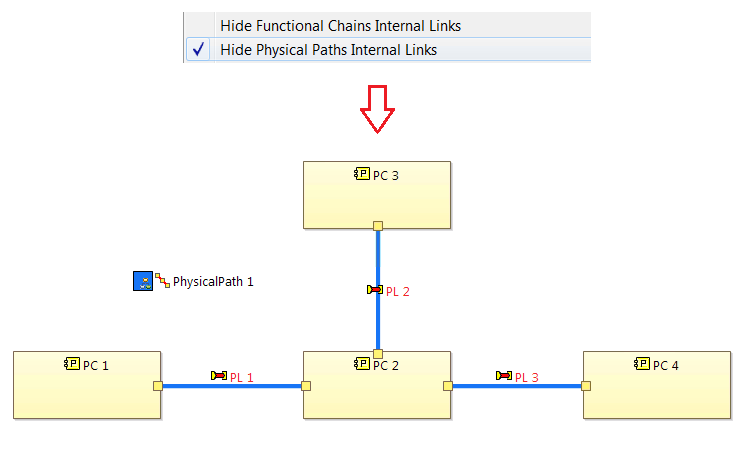 Hide Functional Chains Internal Links
Hide Physical Paths Internal Links
P PC 3
PhysicalPath 1
PL 2
P PC 1
PL 1
P PC 2
PL 3
P PC 4